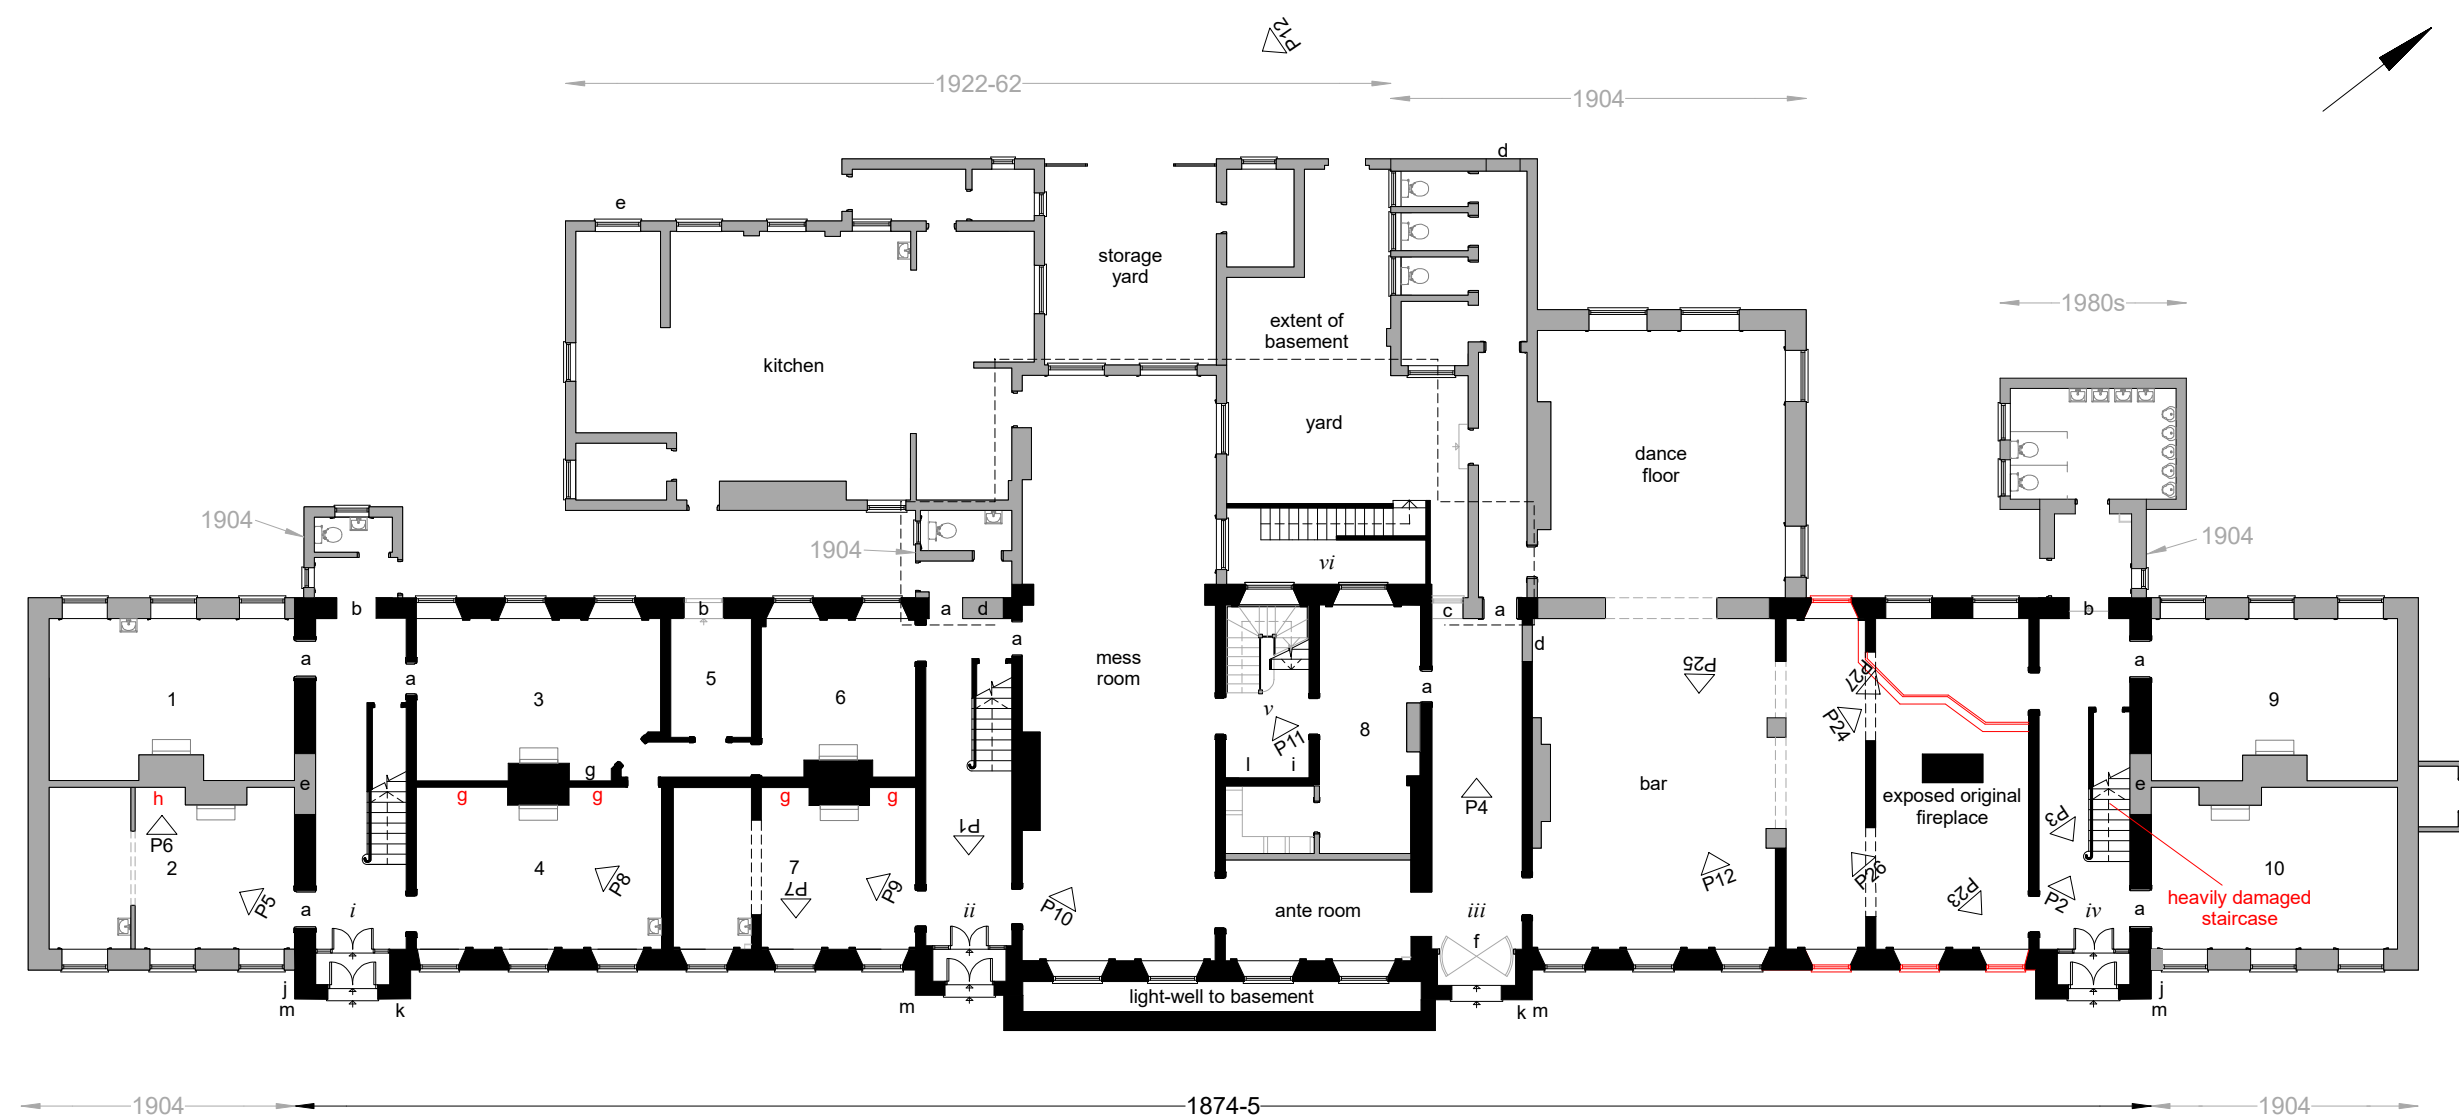 P12
1922-62
1904
d
e
storage
yard
extent of
basement
1980s
kitchen
yard
dance
floor
1904
1904
1904
vi
b
b
a
d
c
a
b
a
a
a
mess
room
d
a
P25
a
1
3
5
6
v
8
P27
9
P11
P24
g
l
i
bar
exposed original
fireplace
e
e
h
g
g
g
g
P4
P6
P1
P3
2
4
7
P8
P7
P9
P12
P26
10
P5
P10
P23
P2
heavily damaged
staircase
a
i
ii
ante room
iii
iv
a
f
j
m
k
m
light-well to basement
k
m
j
m
1904
1874-5
1904